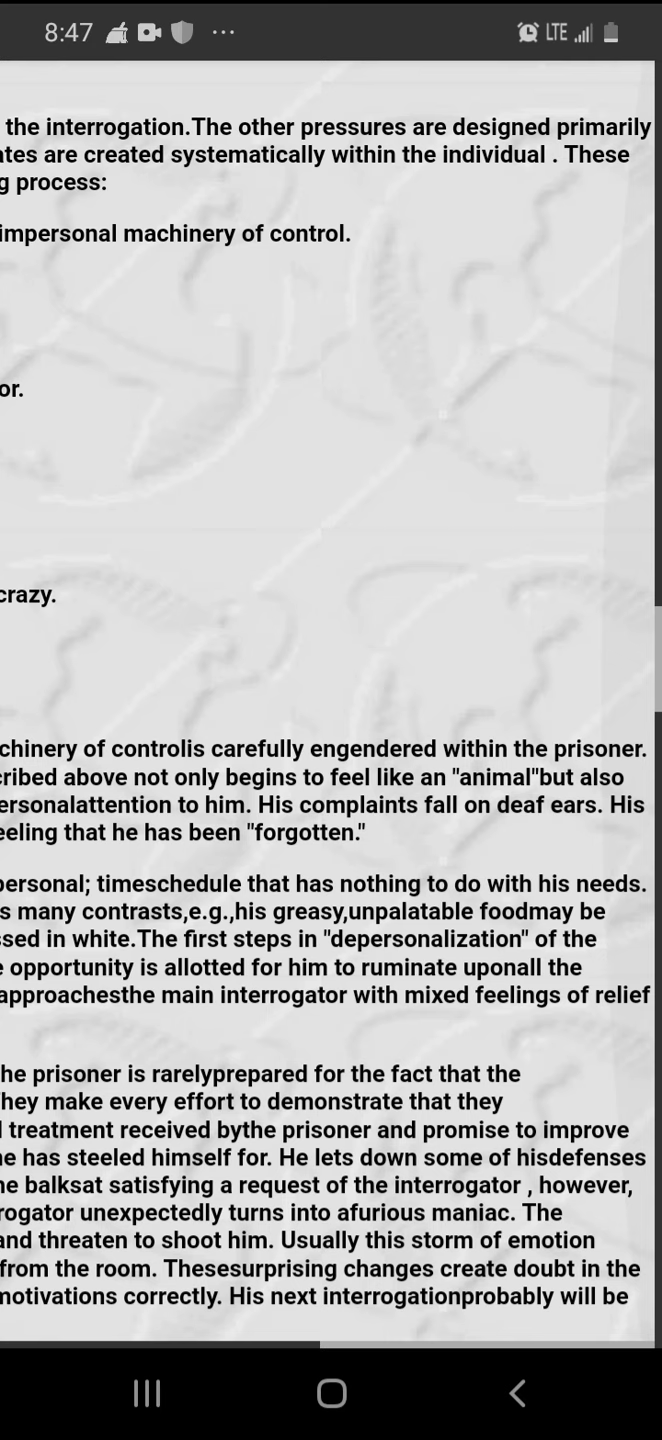 8:47 ... LTE
the interrogation.The other pressures are designed primarily
ates are created systematically within the individual . These
g process:
impersonal machinery of control.
or.
crazy.
chinery of controlis carefully engendered within the prisoner.
cribed above not only begins to feel like an "animal"but also
ersonalattention to him. His complaints fall on deaf ears. His
eeling that he has been "forgotten."
personal; timeschedule that has nothing to do with his needs.
s many contrasts,e.g.,his greasy,unpalatable foodmay be
ssed in white.The first steps in "depersonalization" of the
e opportunity is allotted for him to ruminate uponall the
approachesthe main interrogator with mixed feelings of relief
he prisoner is rarelyprepared for the fact that the
They make every effort to demonstrate that they
l treatment received bythe prisoner and promise to improve
he has steeled himself for. He lets down some of hisdefenses
he balksat satisfying a request of the interrogator , however,
rogator unexpectedly turns into afurious maniac. The
and threaten to shoot him. Usually this storm of emotion
from the room. Thesesurprising changes create doubt in the
motivations correctly. His next interrogationprobably will be